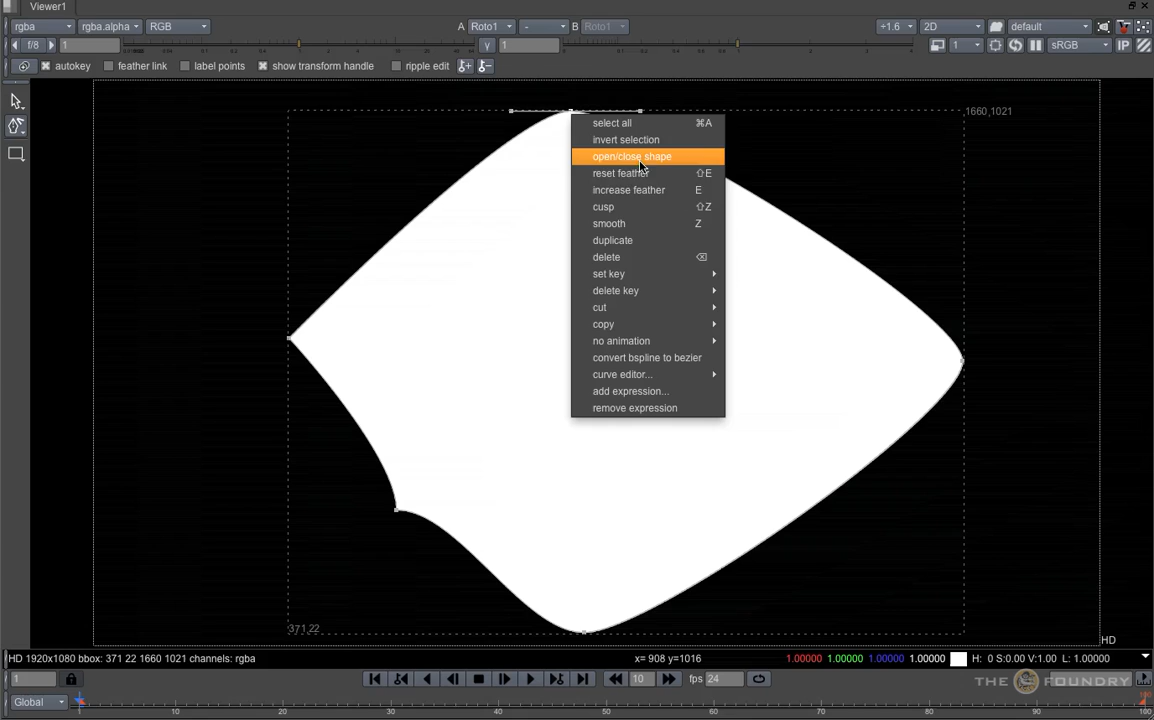 Viewer1
rgba rgba.alpha RGB A Roto1 - B Roto1 +1.6 2D default
f/8 1 γ 1 1 sRGB IP
autokey feather link label points show transform handle ripple edit
1660,1021
select all ⌘A
invert selection
open/close shape
reset feather ⇧E
increase feather E
cusp ⇧Z
smooth Z
duplicate
delete ⌫
set key
delete key
cut
copy
no animation
convert bspline to bezier
curve editor...
add expression...
remove expression
371,22
HD
HD 1920x1080 bbox: 371 22 1660 1021 channels: rgba x= 908 y=1016 1.00000 1.00000 1.00000 1.00000 H: 0 S:0.00 V:1.00 L: 1.00000
1 10 fps 24 THE FOUNDRY
Global 1 10 20 30 40 50 60 70 80 90 100